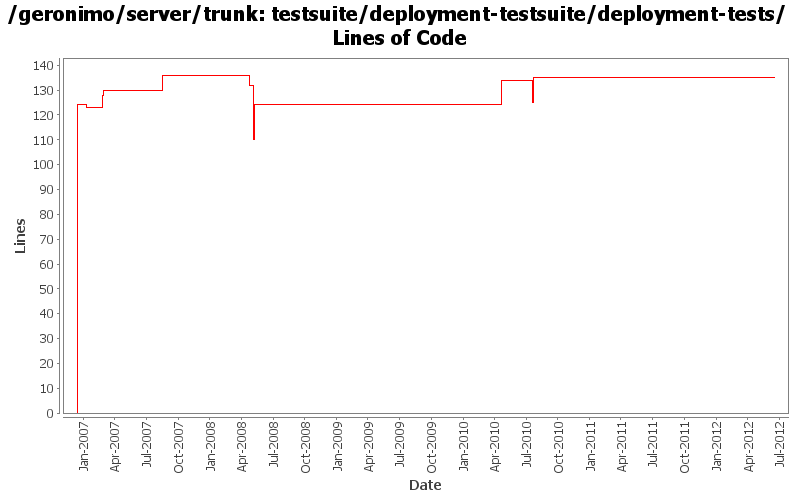 /geronimo/server/trunk: testsuite/deployment-testsuite/deployment-tests/
Lines of Code
140
130
120
110
100
90
80
70
60
50
40
30
20
10
0
Lines
Jan-2007
Apr-2007
Jul-2007
Oct-2007
Jan-2008
Apr-2008
Jul-2008
Oct-2008
Jan-2009
Apr-2009
Jul-2009
Oct-2009
Jan-2010
Apr-2010
Jul-2010
Oct-2010
Jan-2011
Apr-2011
Jul-2011
Oct-2011
Jan-2012
Apr-2012
Jul-2012
Date